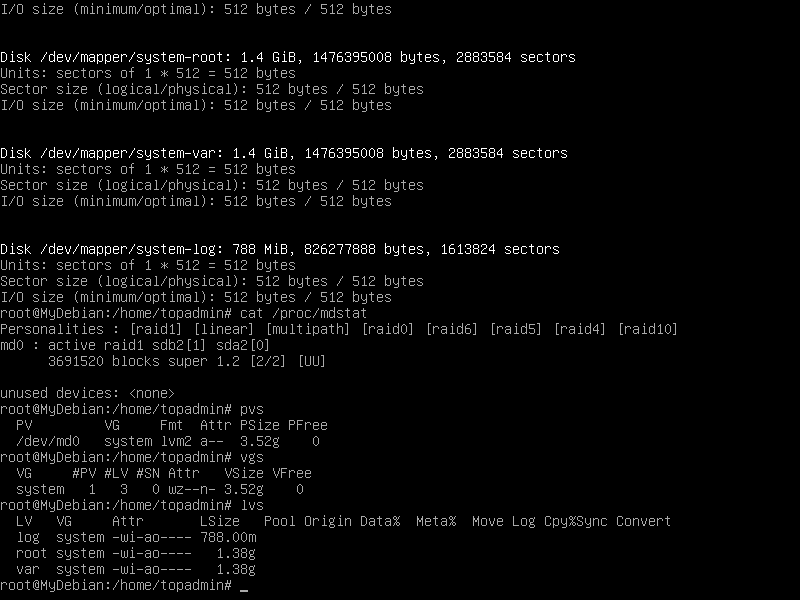 I/O size (minimum/optimal): 512 bytes / 512 bytes
Disk /dev/mapper/system-root: 1.4 GiB, 1476395008 bytes, 2883584 sectors
Units: sectors of 1 * 512 = 512 bytes
Sector size (logical/physical): 512 bytes / 512 bytes
I/O size (minimum/optimal): 512 bytes / 512 bytes
Disk /dev/mapper/system-var: 1.4 GiB, 1476395008 bytes, 2883584 sectors
Units: sectors of 1 * 512 = 512 bytes
Sector size (logical/physical): 512 bytes / 512 bytes
I/O size (minimum/optimal): 512 bytes / 512 bytes
Disk /dev/mapper/system-log: 788 MiB, 826277888 bytes, 1613824 sectors
Units: sectors of 1 * 512 = 512 bytes
Sector size (logical/physical): 512 bytes / 512 bytes
I/O size (minimum/optimal): 512 bytes / 512 bytes
root@MyDebian:/home/topadmin# cat /proc/mdstat
Personalities : [raid1] [linear] [multipath] [raid0] [raid6] [raid5] [raid4] [raid10]
md0 : active raid1 sdb2[1] sda2[0]
      3691520 blocks super 1.2 [2/2] [UU]
unused devices: <none>
root@MyDebian:/home/topadmin# pvs
  PV         VG     Fmt  Attr PSize PFree
  /dev/md0   system lvm2 a--  3.52g    0
root@MyDebian:/home/topadmin# vgs
  VG     #PV #LV #SN Attr   VSize VFree
  system   1   3   0 wz--n- 3.52g    0
root@MyDebian:/home/topadmin# lvs
  LV   VG     Attr       LSize   Pool Origin Data%  Meta%  Move Log Cpy%Sync Convert
  log  system -wi-ao---- 788.00m
  root system -wi-ao----   1.38g
  var  system -wi-ao----   1.38g
root@MyDebian:/home/topadmin# _